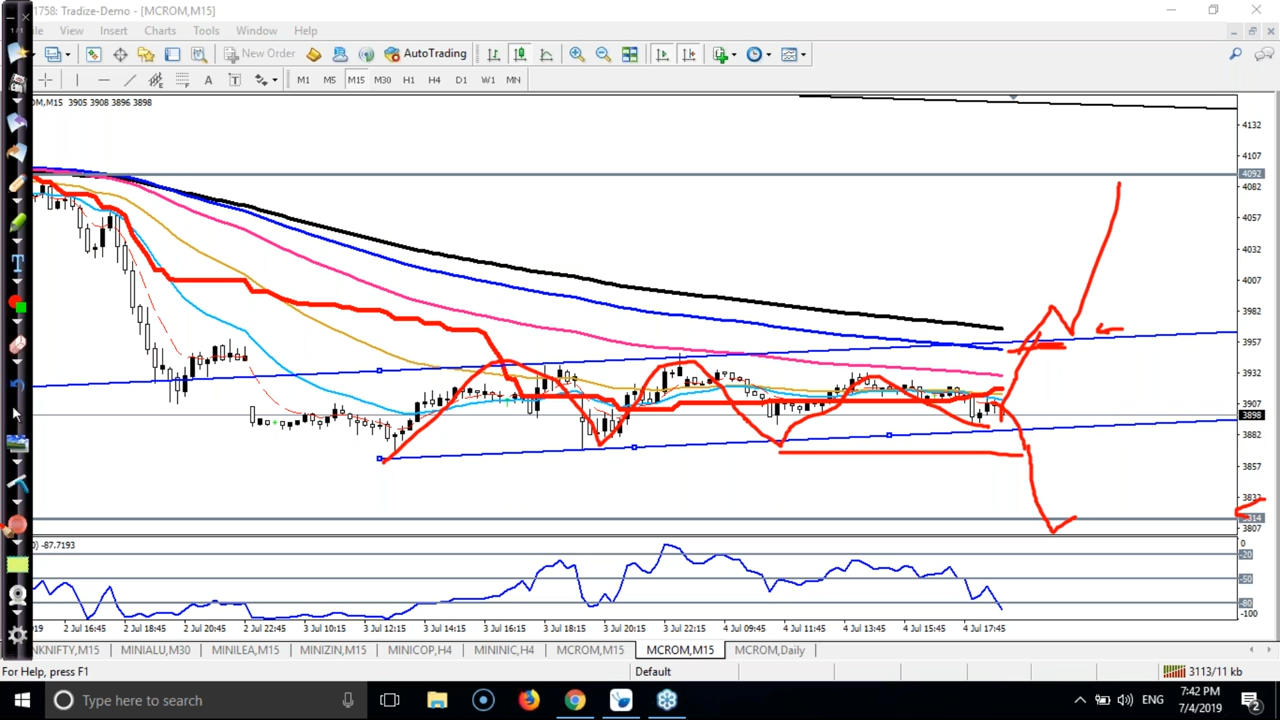 1758: Tradize-Demo - [MCROM,M15]
View Insert Charts Tools Window Help
New Order AutoTrading
A T M1 M5 M15 M30 H1 H4 D1 W1 MN
OM,M15 3905 3908 3896 3898
4132
4107
4092
4082
4057
4032
4007
3982
3957
3932
3907
3898
3882
3857
3832
3814
3807
) -87.7193
0
-20
-50
-80
-100
2019 2 Jul 16:45 2 Jul 18:45 2 Jul 20:45 2 Jul 22:45 3 Jul 10:15 3 Jul 12:15 3 Jul 14:15 3 Jul 16:15 3 Jul 18:15 3 Jul 20:15 3 Jul 22:15 4 Jul 09:45 4 Jul 11:45 4 Jul 13:45 4 Jul 15:45 4 Jul 17:45
NKNIFTY,M15 MINIALU,M30 MINILEA,M15 MINIZIN,M15 MINICOP,H4 MININIC,H4 MCROM,M15 MCROM,M15 MCROM,Daily
For Help, press F1 Default 3113/11 kb
Type here to search ENG 7:42 PM
7/4/2019 2